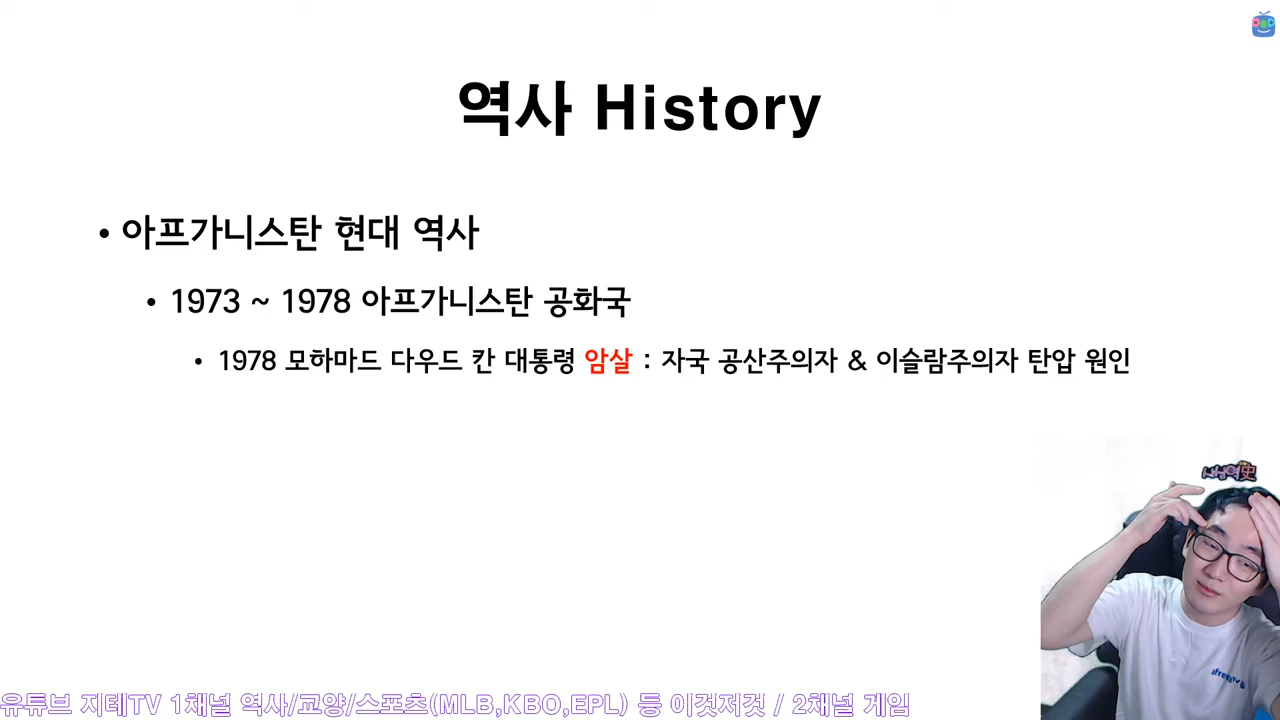 역사 History
• 아프가니스탄 현대 역사
• 1973 ~ 1978 아프가니스탄 공화국
• 1978 모하마드 다우드 칸 대통령 암살 : 자국 공산주의자 & 이슬람주의자 탄압 원인
유튜브 지테TV 1채널 역사/교양/스포츠(MLB,KBO,EPL) 등 이것저것 / 2채널 게임